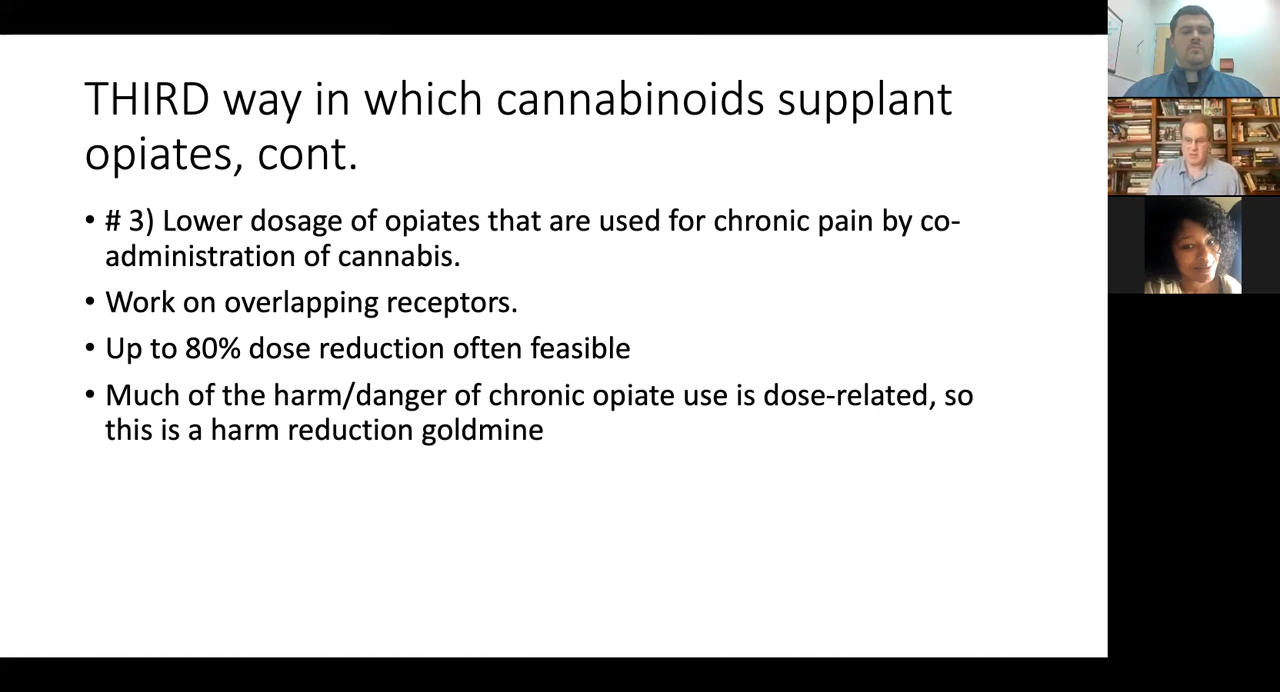 THIRD way in which cannabinoids supplant
opiates, cont.
• # 3) Lower dosage of opiates that are used for chronic pain by co-
administration of cannabis.
• Work on overlapping receptors.
• Up to 80% dose reduction often feasible
• Much of the harm/danger of chronic opiate use is dose-related, so
this is a harm reduction goldmine